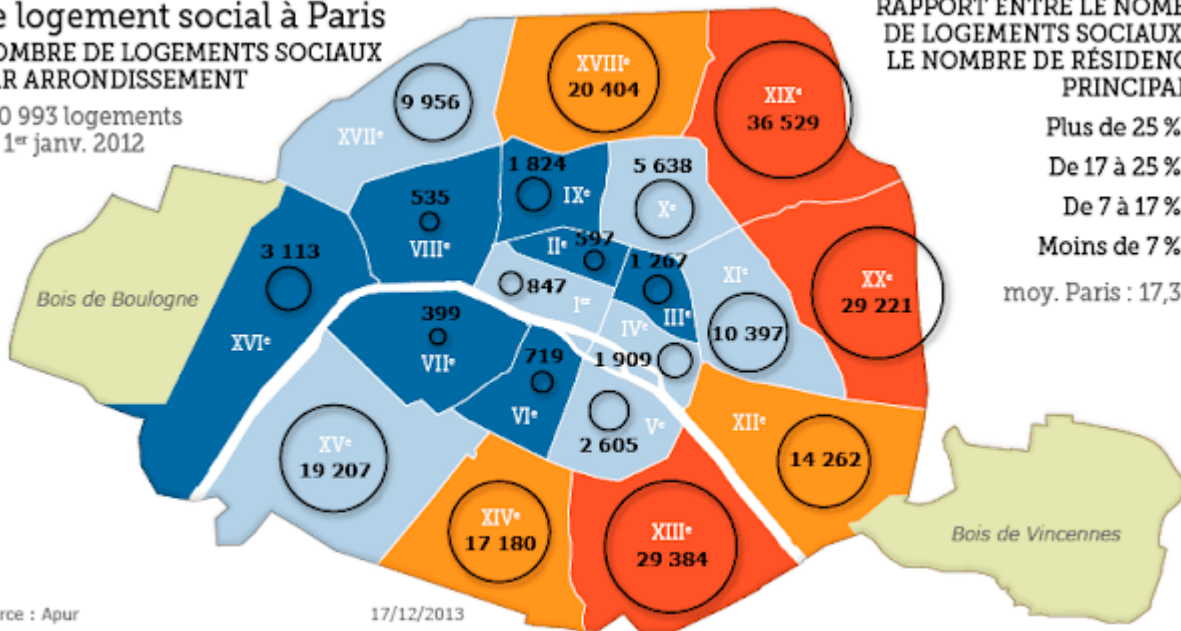 e logement social à Paris
OMBRE DE LOGEMENTS SOCIAUX
AR ARRONDISSEMENT
0 993 logements
1er janv. 2012
RAPPORT ENTRE LE NOMB
DE LOGEMENTS SOCIAUX
LE NOMBRE DE RÉSIDENC
PRINCIPAL
Plus de 25 %
De 17 à 25 %
De 7 à 17 %
Moins de 7 %
moy. Paris : 17,3
XVIIIe
20 404
XIXe
36 529
9 956
XVIIe
1 824
IXe
5 638
Xe
535
VIIIe
IIe
597
1 267
IIIe
3 113
XVIe
Bois de Boulogne
847
Ier
XIe
10 397
XXe
29 221
399
VIIe
IVe
1 909
719
VIe
2 605
Ve
XIIe
14 262
XVe
19 207
XIVe
17 180
XIIIe
29 384
Bois de Vincennes
rce : Apur
17/12/2013